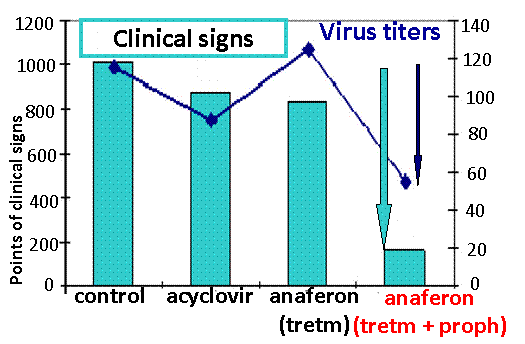 Clinical signs
Virus titers
Points of clinical signs
1200
1000
800
600
400
200
0
140
120
100
80
60
40
20
0
control
acyclovir
anaferon
(tretm)
anaferon
(tretm + proph)